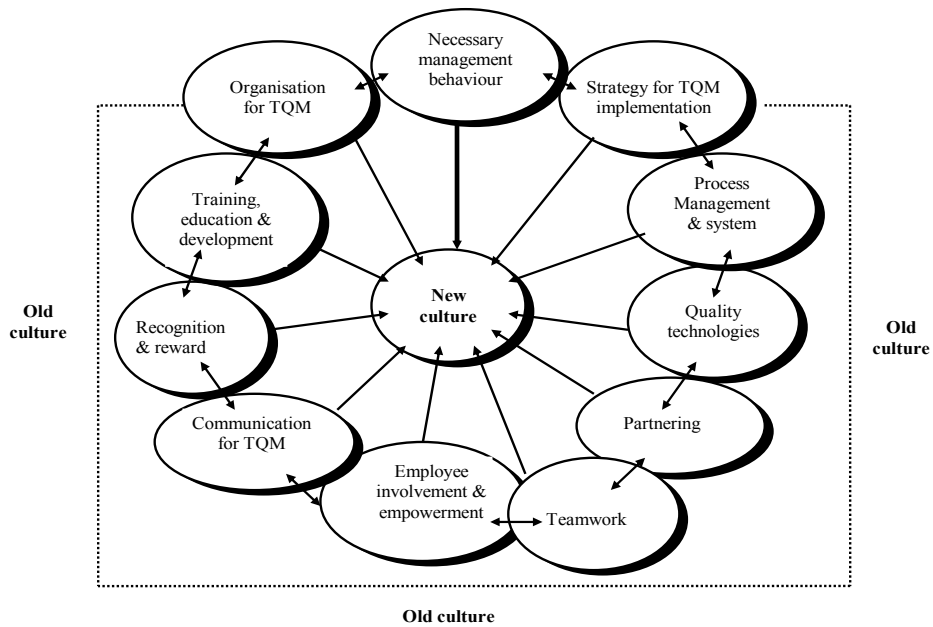 Necessary
management
behaviour
Organisation
for TQM
Strategy for TQM
implementation
Training,
education &
development
Process
Management
& system
New
culture
Old
culture
Recognition
& reward
Quality
technologies
Old
culture
Communication
for TQM
Partnering
Employee
involvement &
empowerment
Teamwork
Old culture